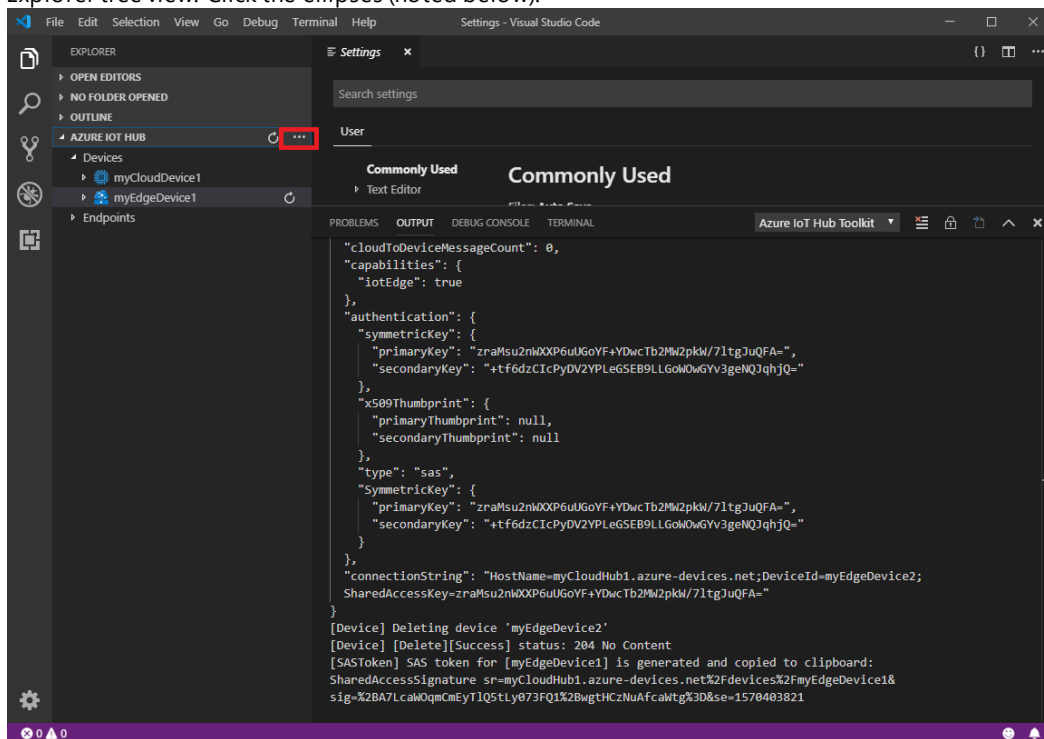 Explorer tree view. Click the ellipses (noted below).
File Edit Selection View Go Debug Terminal Help Settings - Visual Studio Code
EXPLORER
OPEN EDITORS
NO FOLDER OPENED
OUTLINE
AZURE IOT HUB
Devices
myCloudDevice1
myEdgeDevice1
Endpoints
Settings
Search settings
User
Commonly Used
Text Editor
Commonly Used
Files: Auto Save
PROBLEMS OUTPUT DEBUG CONSOLE TERMINAL Azure IoT Hub Toolkit
"cloudToDeviceMessageCount": 0,
"capabilities": {
"iotEdge": true
},
"authentication": {
"symmetricKey": {
"primaryKey": "zraMsu2nWXXP6uUGoYF+YDwcTb2MW2pkW/7ltgJuQFA=",
"secondaryKey": "+tf6dzCIcPyDV2YPLeGSEB9LLGoWOwGYv3geNQJqhjQ="
},
"x509Thumbprint": {
"primaryThumbprint": null,
"secondaryThumbprint": null
},
"type": "sas",
"SymmetricKey": {
"primaryKey": "zraMsu2nWXXP6uUGoYF+YDwcTb2MW2pkW/7ltgJuQFA=",
"secondaryKey": "+tf6dzCIcPyDV2YPLeGSEB9LLGoWOwGYv3geNQJqhjQ="
}
},
"connectionString": "HostName=myCloudHub1.azure-devices.net;DeviceId=myEdgeDevice2;
SharedAccessKey=zraMsu2nWXXP6uUGoYF+YDwcTb2MW2pkW/7ltgJuQFA="
}
[Device] Deleting device 'myEdgeDevice2'
[Device] [Delete][Success] status: 204 No Content
[SASToken] SAS token for [myEdgeDevice1] is generated and copied to clipboard:
SharedAccessSignature sr=myCloudHub1.azure-devices.net%2Fdevices%2FmyEdgeDevice1&
sig=%2BA7LcaWOqmCmEyTlQ5tLy073FQ1%2BwgtHCzNuAfcaWtg%3D&se=1570403821
0 0